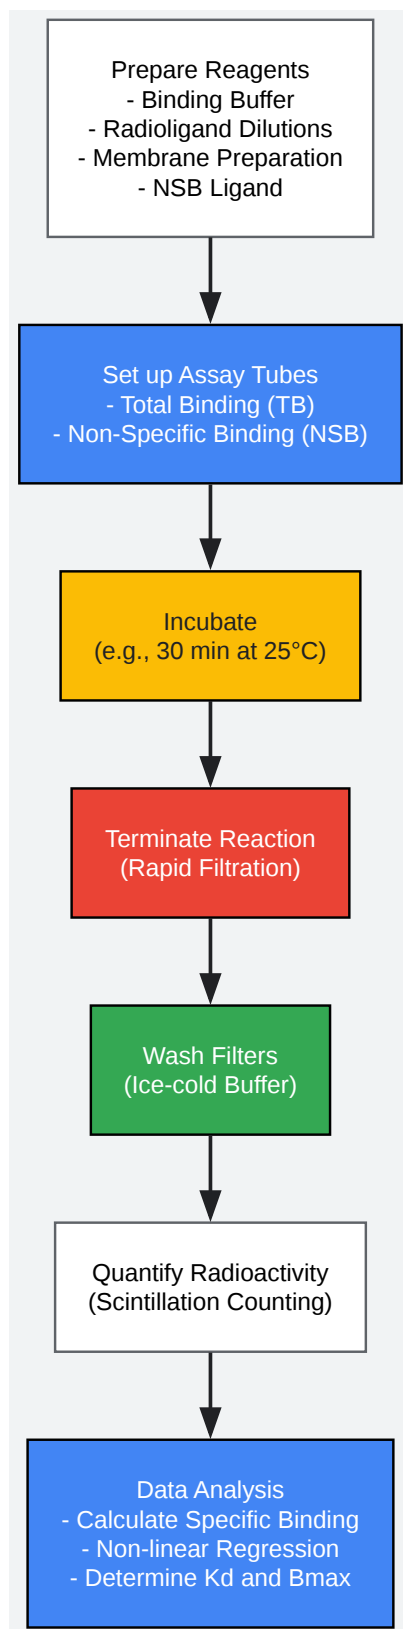 Prepare Reagents
- Binding Buffer
- Radioligand Dilutions
- Membrane Preparation
- NSB Ligand
Set up Assay Tubes
- Total Binding (TB)
- Non-Specific Binding (NSB)
Incubate
(e.g., 30 min at 25°C)
Terminate Reaction
(Rapid Filtration)
Wash Filters
(Ice-cold Buffer)
Quantify Radioactivity
(Scintillation Counting)
Data Analysis
- Calculate Specific Binding
- Non-linear Regression
- Determine Kd and Bmax